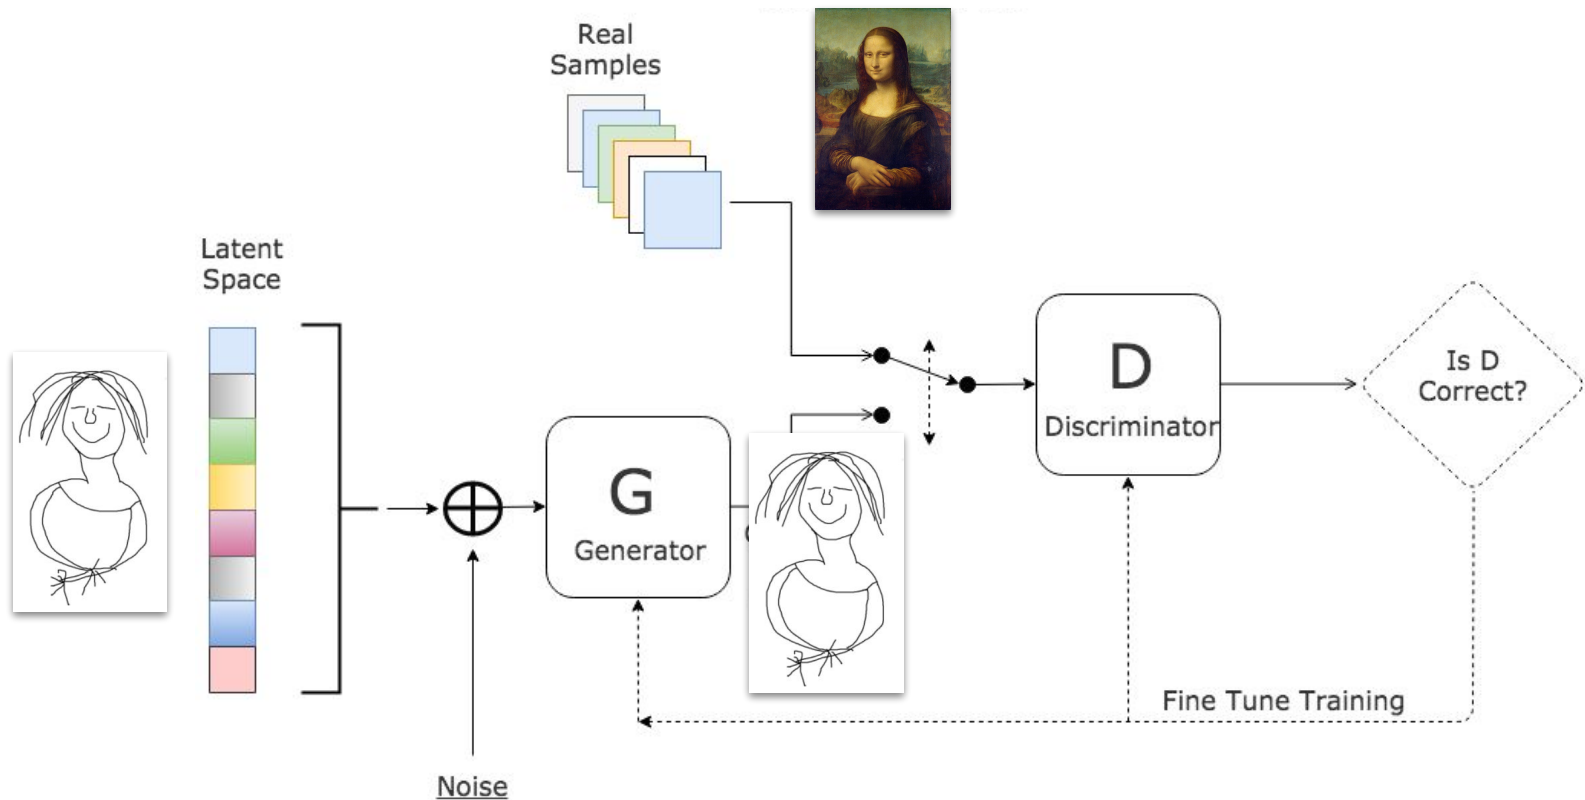 Real
Samples
Latent
Space
G
Generator
D
Discriminator
Is D
Correct?
Fine Tune Training
Noise